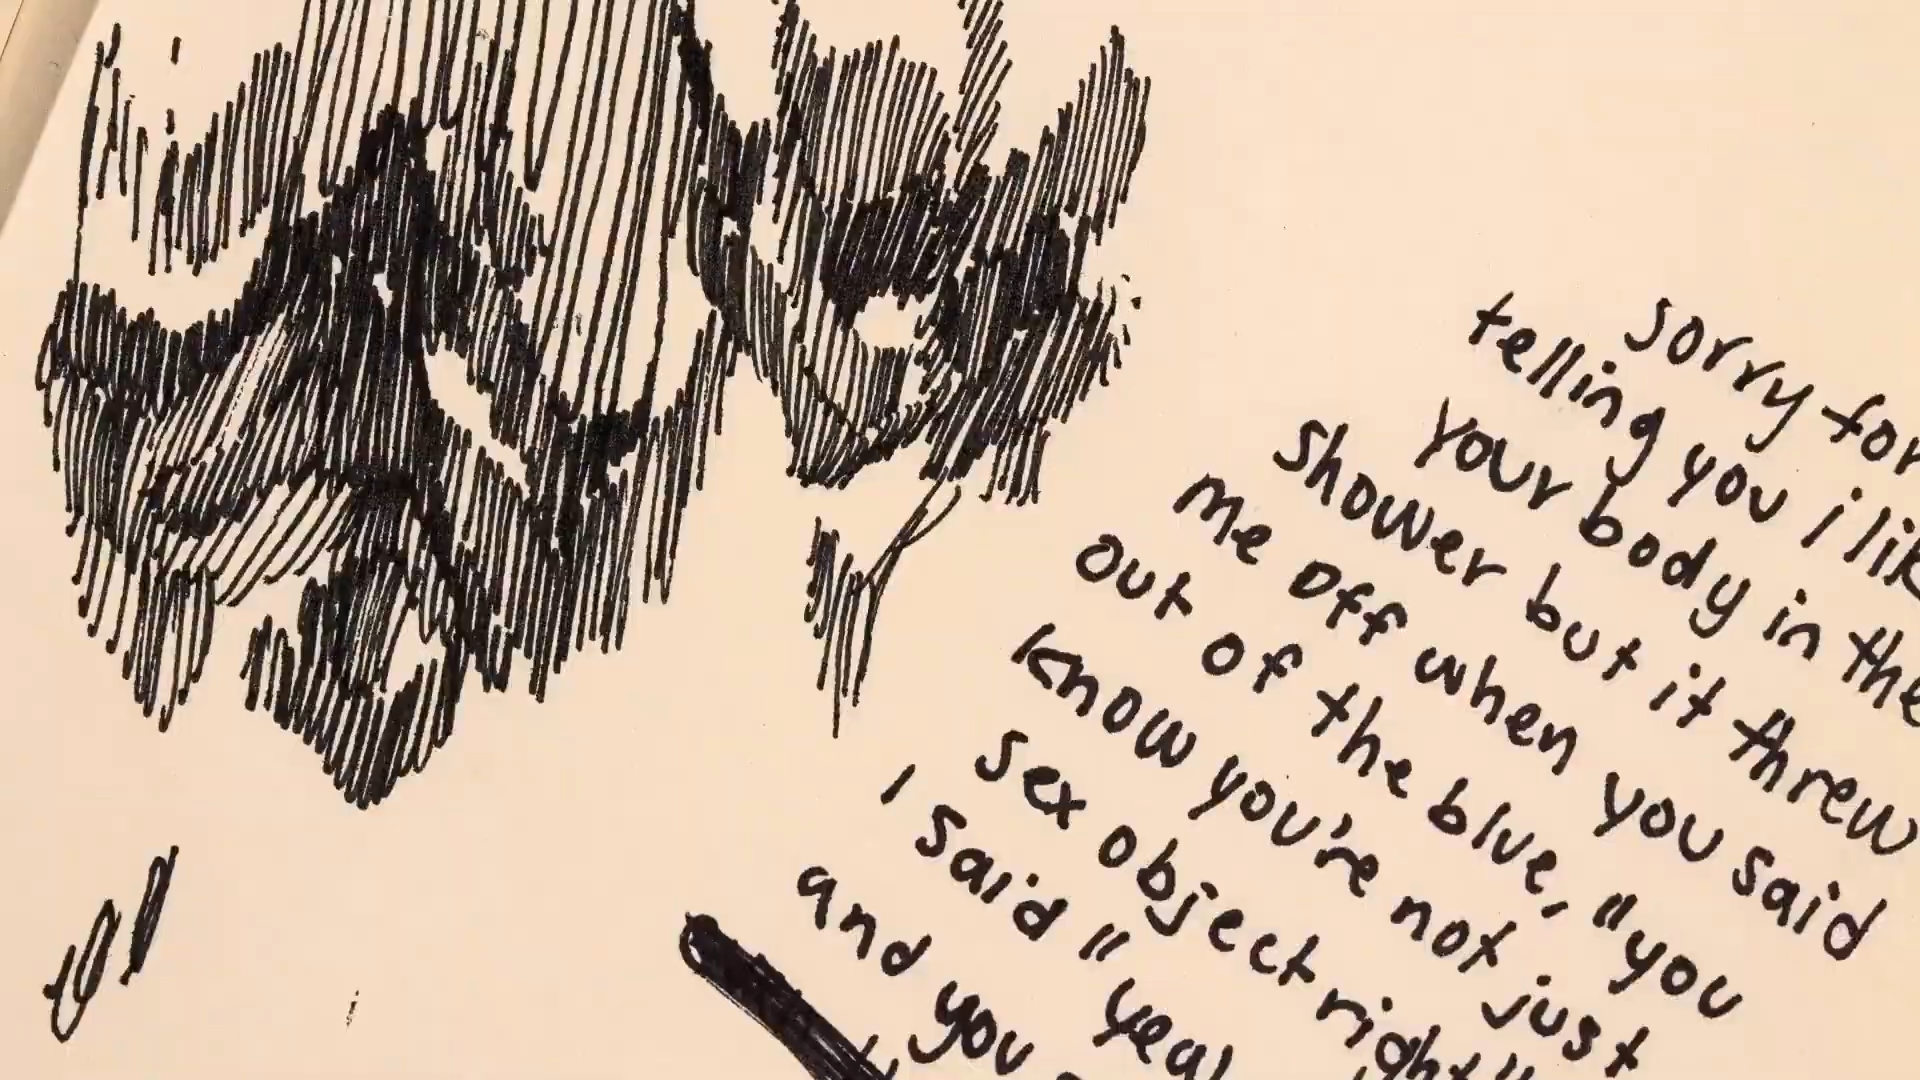 sorry for
telling you i lik
your body in the
shower but it threw
me off when you said
out of the blue, "you
know you're not just
sex object right"
i said "yeah
and you